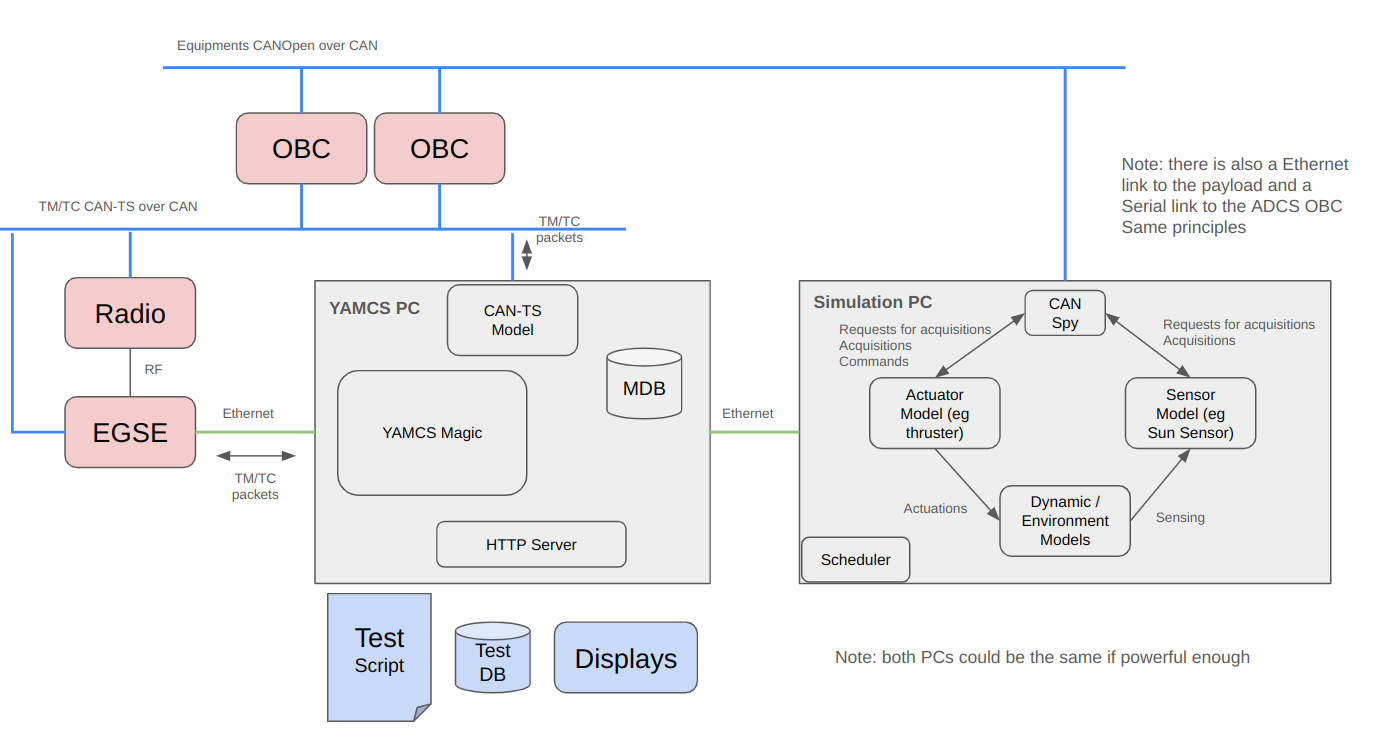 Equipments CANOpen over CAN
OBC
OBC
Note: there is also a Ethernet
link to the payload and a
Serial link to the ADCS OBC
Same principles
TM/TC CAN-TS over CAN
TM/TC
packets
Radio
RF
EGSE
Ethernet
TM/TC
packets
YAMCS PC
CAN-TS
Model
MDB
YAMCS Magic
HTTP Server
Ethernet
Simulation PC
CAN
Spy
Requests for acquisitions
Acquisitions
Commands
Requests for acquisitions
Acquisitions
Actuator
Model (eg
thruster)
Sensor
Model (eg
Sun Sensor)
Actuations
Dynamic /
Environment
Models
Sensing
Scheduler
Test
Script
Test
DB
Displays
Note: both PCs could be the same if powerful enough